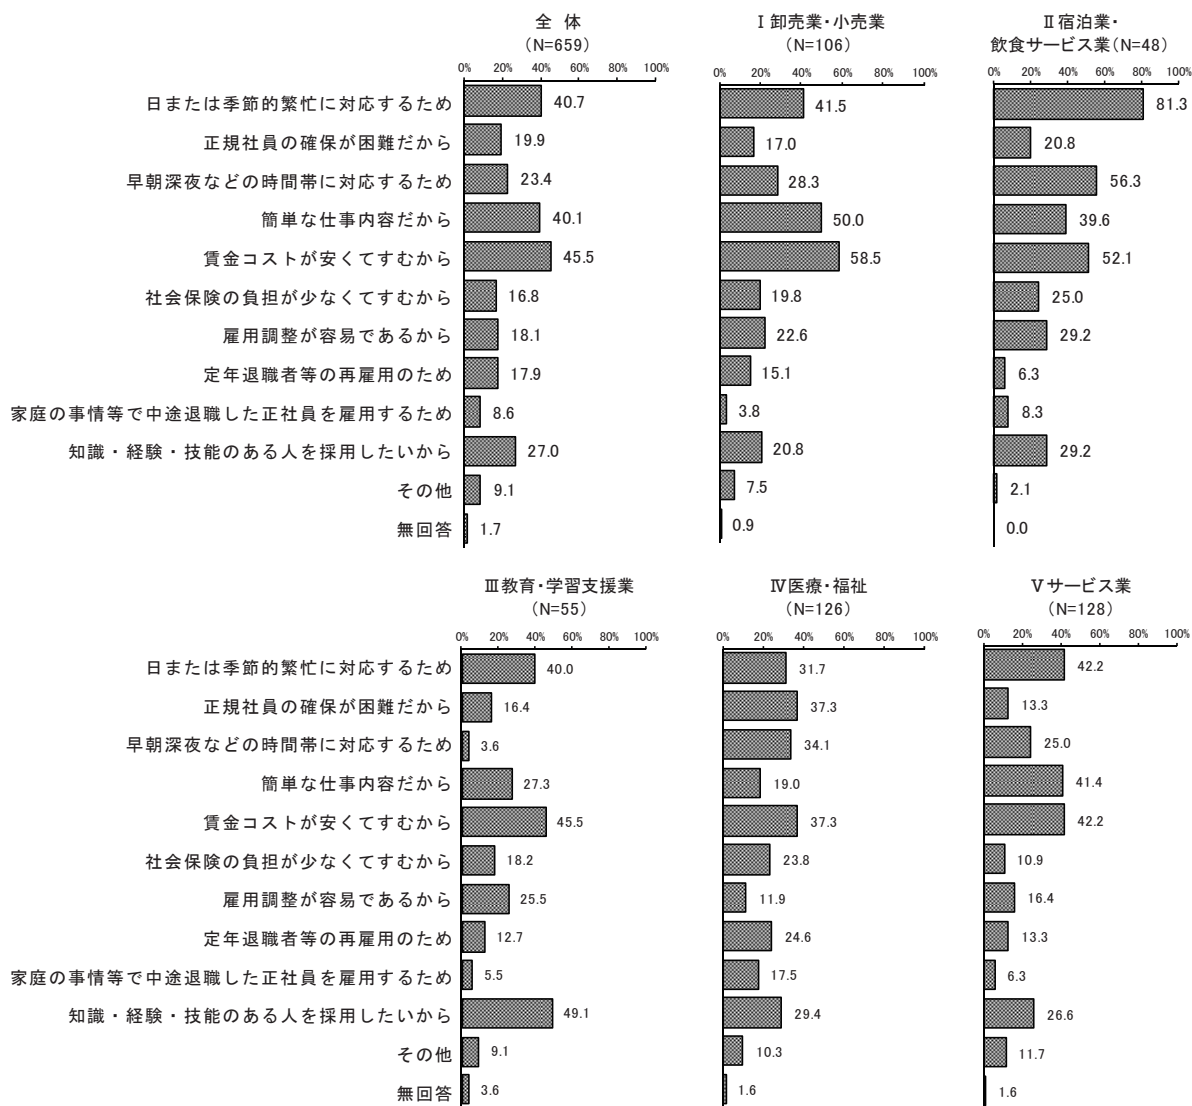 全 体
(N=659)
Ⅰ 卸売業・小売業
(N=106)
Ⅱ 宿泊業・
飲食サービス業(N=48)
0% 20% 40% 60% 80% 100%
0% 20% 40% 60% 80% 100%
0% 20% 40% 60% 80% 100%
日または季節的繁忙に対応するため 40.7 41.5 81.3
正規社員の確保が困難だから 19.9 17.0 20.8
早朝深夜などの時間帯に対応するため 23.4 28.3 56.3
簡単な仕事内容だから 40.1 50.0 39.6
賃金コストが安くてすむから 45.5 58.5 52.1
社会保険の負担が少なくてすむから 16.8 19.8 25.0
雇用調整が容易であるから 18.1 22.6 29.2
定年退職者等の再雇用のため 17.9 15.1 6.3
家庭の事情等で中途退職した正社員を雇用するため 8.6 3.8 8.3
知識・経験・技能のある人を採用したいから 27.0 20.8 29.2
その他 9.1 7.5 2.1
無回答 1.7 0.9 0.0
Ⅲ教育・学習支援業
(N=55)
Ⅳ医療・福祉
(N=126)
Ⅴサービス業
(N=128)
0% 20% 40% 60% 80% 100%
0% 20% 40% 60% 80% 100%
0% 20% 40% 60% 80% 100%
日または季節的繁忙に対応するため 40.0 31.7 42.2
正規社員の確保が困難だから 16.4 37.3 13.3
早朝深夜などの時間帯に対応するため 3.6 34.1 25.0
簡単な仕事内容だから 27.3 19.0 41.4
賃金コストが安くてすむから 45.5 37.3 42.2
社会保険の負担が少なくてすむから 18.2 23.8 10.9
雇用調整が容易であるから 25.5 11.9 16.4
定年退職者等の再雇用のため 12.7 24.6 13.3
家庭の事情等で中途退職した正社員を雇用するため 5.5 17.5 6.3
知識・経験・技能のある人を採用したいから 49.1 29.4 26.6
その他 9.1 10.3 11.7
無回答 3.6 1.6 1.6